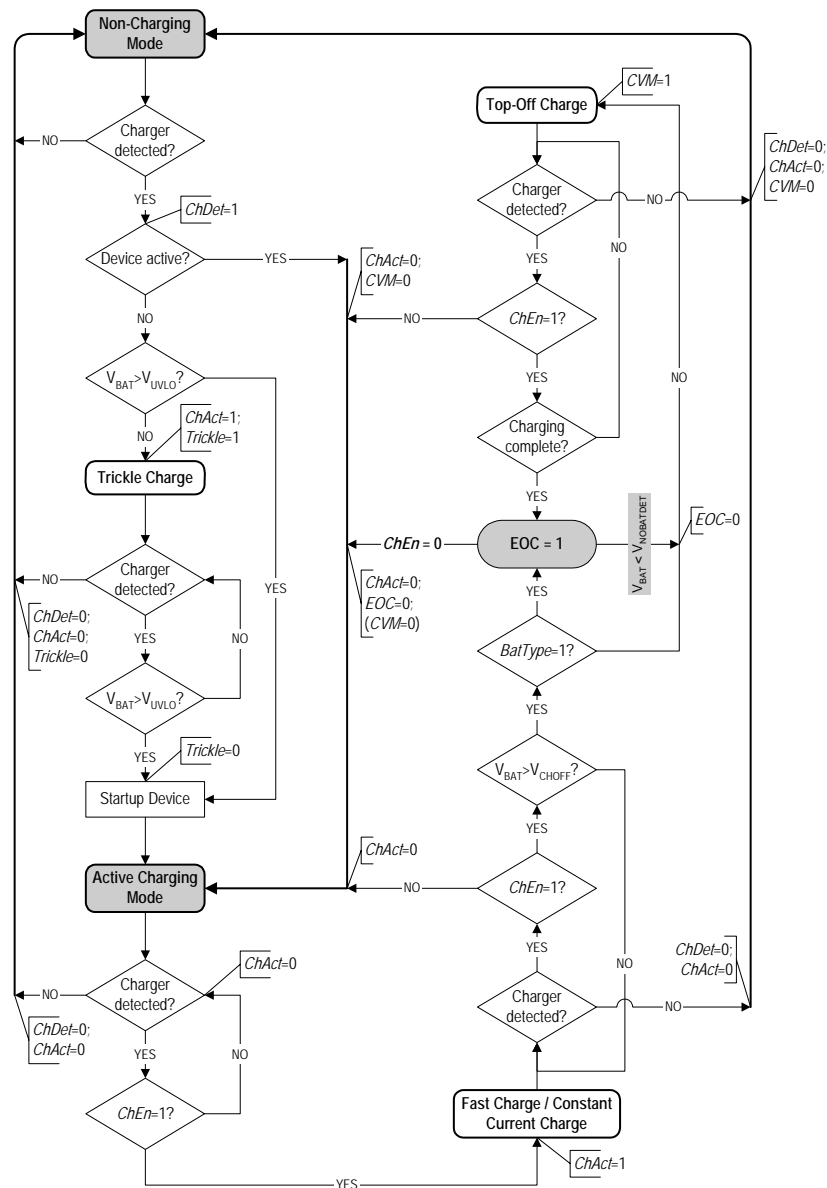 Non-Charging
Mode
Charger
detected?
NO
YES
ChDet=1
Device active?
YES
NO
V_BAT>V_UVLO?
NO
YES
ChAct=1;
Trickle=1
Trickle Charge
Charger
detected?
NO
ChDet=0;
ChAct=0;
Trickle=0
YES
NO
V_BAT>V_UVLO?
YES
Trickle=0
Startup Device
Active Charging
Mode
ChAct=0
Charger
detected?
NO
ChDet=0;
ChAct=0
YES
NO
ChEn=1?
YES
ChAct=0;
CVM=0
ChEn = 0
ChAct=0;
EOC=0;
(CVM=0)
ChAct=0
CVM=1
Top-Off Charge
Charger
detected?
NO
ChDet=0;
ChAct=0;
CVM=0
YES
NO
ChEn=1?
NO
YES
NO
Charging
complete?
YES
EOC = 1
V_BAT < V_NOBATDET
EOC=0
YES
BatType=1?
YES
V_BAT>V_CHOFF?
YES
ChEn=1?
NO
YES
NO
Charger
detected?
NO
ChDet=0;
ChAct=0
Fast Charge / Constant
Current Charge
ChAct=1